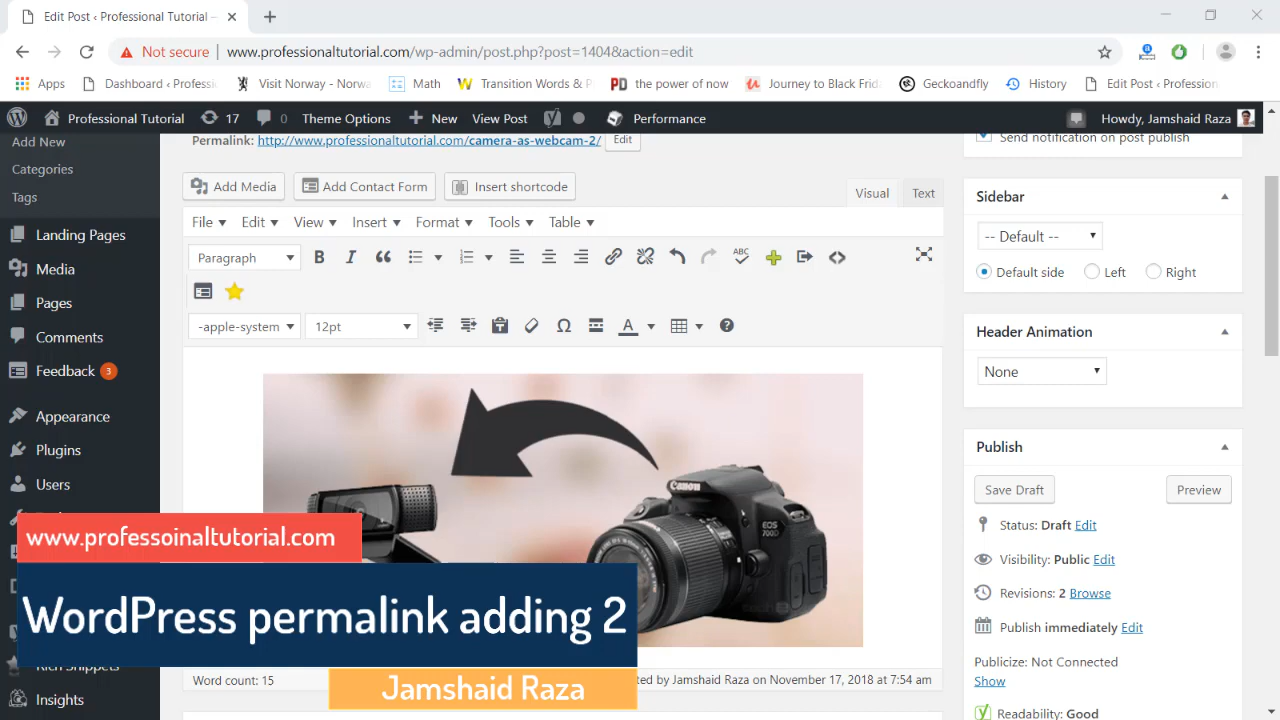 Edit Post ‹ Professional Tutorial –
Not secure
www.professionaltutorial.com/wp-admin/post.php?post=1404&action=edit
Apps
Dashboard ‹ Professi
Visit Norway - Norwa
Math
Transition Words & P
the power of now
Journey to Black Frid
Geckoandfly
History
Edit Post ‹ Profession
Professional Tutorial
17
0
Theme Options
New
View Post
Performance
Howdy, Jamshaid Raza
Add New
Categories
Tags
Landing Pages
Media
Pages
Comments
Feedback 3
Appearance
Plugins
Users
Insights
Permalink: http://www.professionaltutorial.com/camera-as-webcam-2/ Edit
Add Media
Add Contact Form
Insert shortcode
Visual
Text
File
Edit
View
Insert
Format
Tools
Table
Paragraph
B
I
ABC
-apple-system
12pt
A
Canon
EOS
700D
Word count: 15
ted by Jamshaid Raza on November 17, 2018 at 7:54 am
Send notification on post publish
Sidebar
-- Default --
Default side
Left
Right
Header Animation
None
Publish
Save Draft
Preview
Status: Draft Edit
Visibility: Public Edit
Revisions: 2 Browse
Publish immediately Edit
Publicize: Not Connected
Show
Readability: Good
www.professoinaltutorial.com
WordPress permalink adding 2
Jamshaid Raza